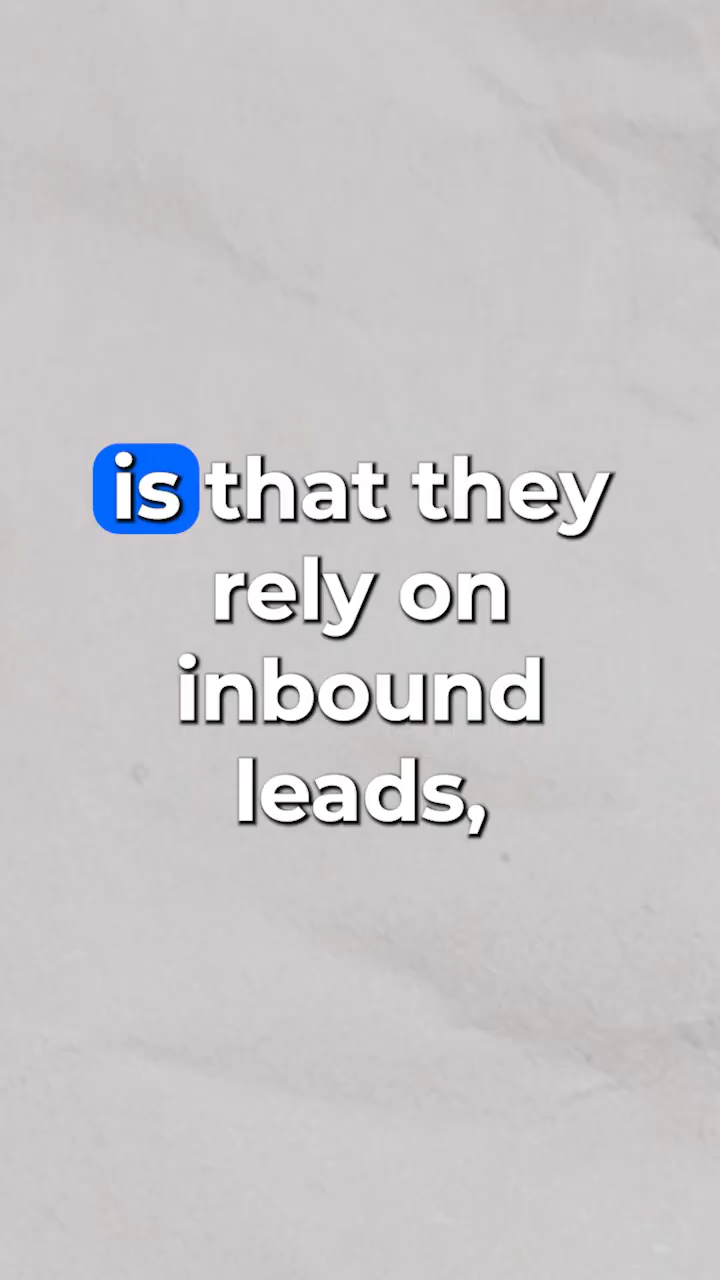 is that they
rely on
inbound
leads,